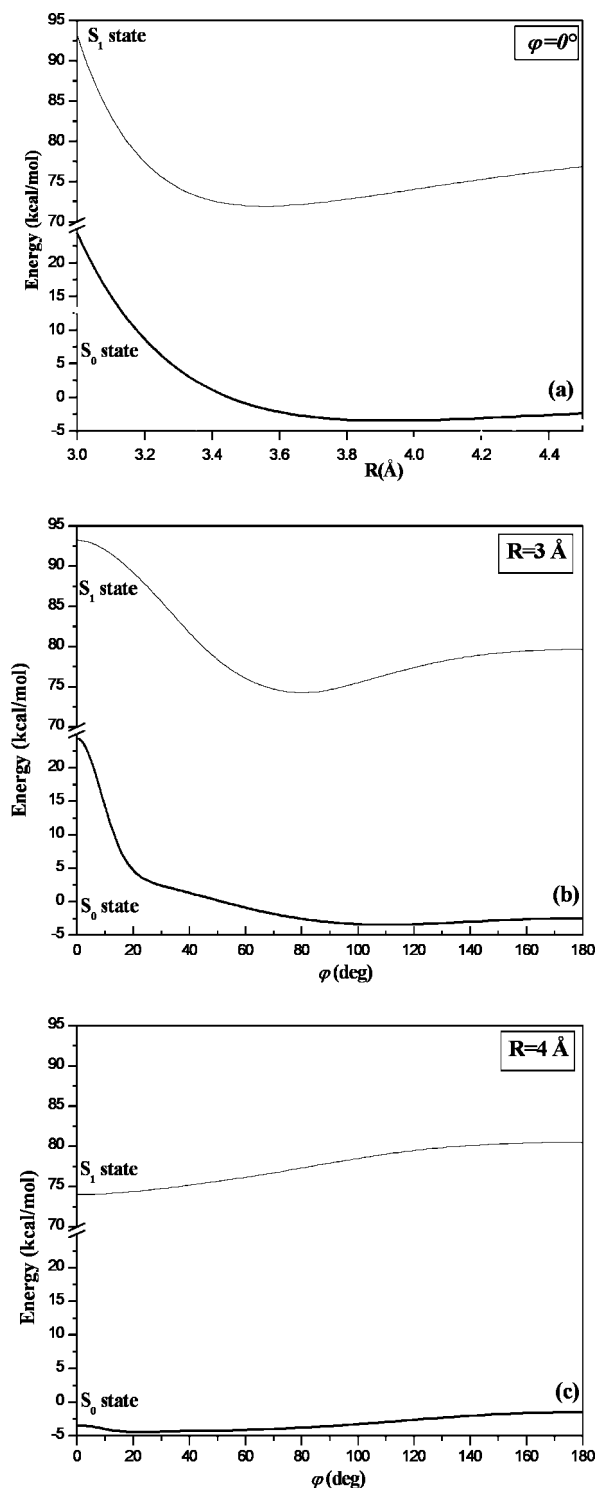 95
S₁ state
φ=0°
90
85
80
75
70
Energy (kcal/mol)
20
15
10
5
S₀ state
0
-5
(a)
3.0 3.2 3.4 3.6 3.8 4.0 4.2 4.4
R(Å)
95
R=3 Å
90
S₁ state
85
80
75
70
Energy (kcal/mol)
20
15
10
5
0
S₀ state
-5
(b)
0 20 40 60 80 100 120 140 160 180
φ (deg)
95
R=4 Å
90
85
80
S₁ state
75
70
Energy (kcal/mol)
20
15
10
5
0
S₀ state
-5
(c)
0 20 40 60 80 100 120 140 160 180
φ (deg)